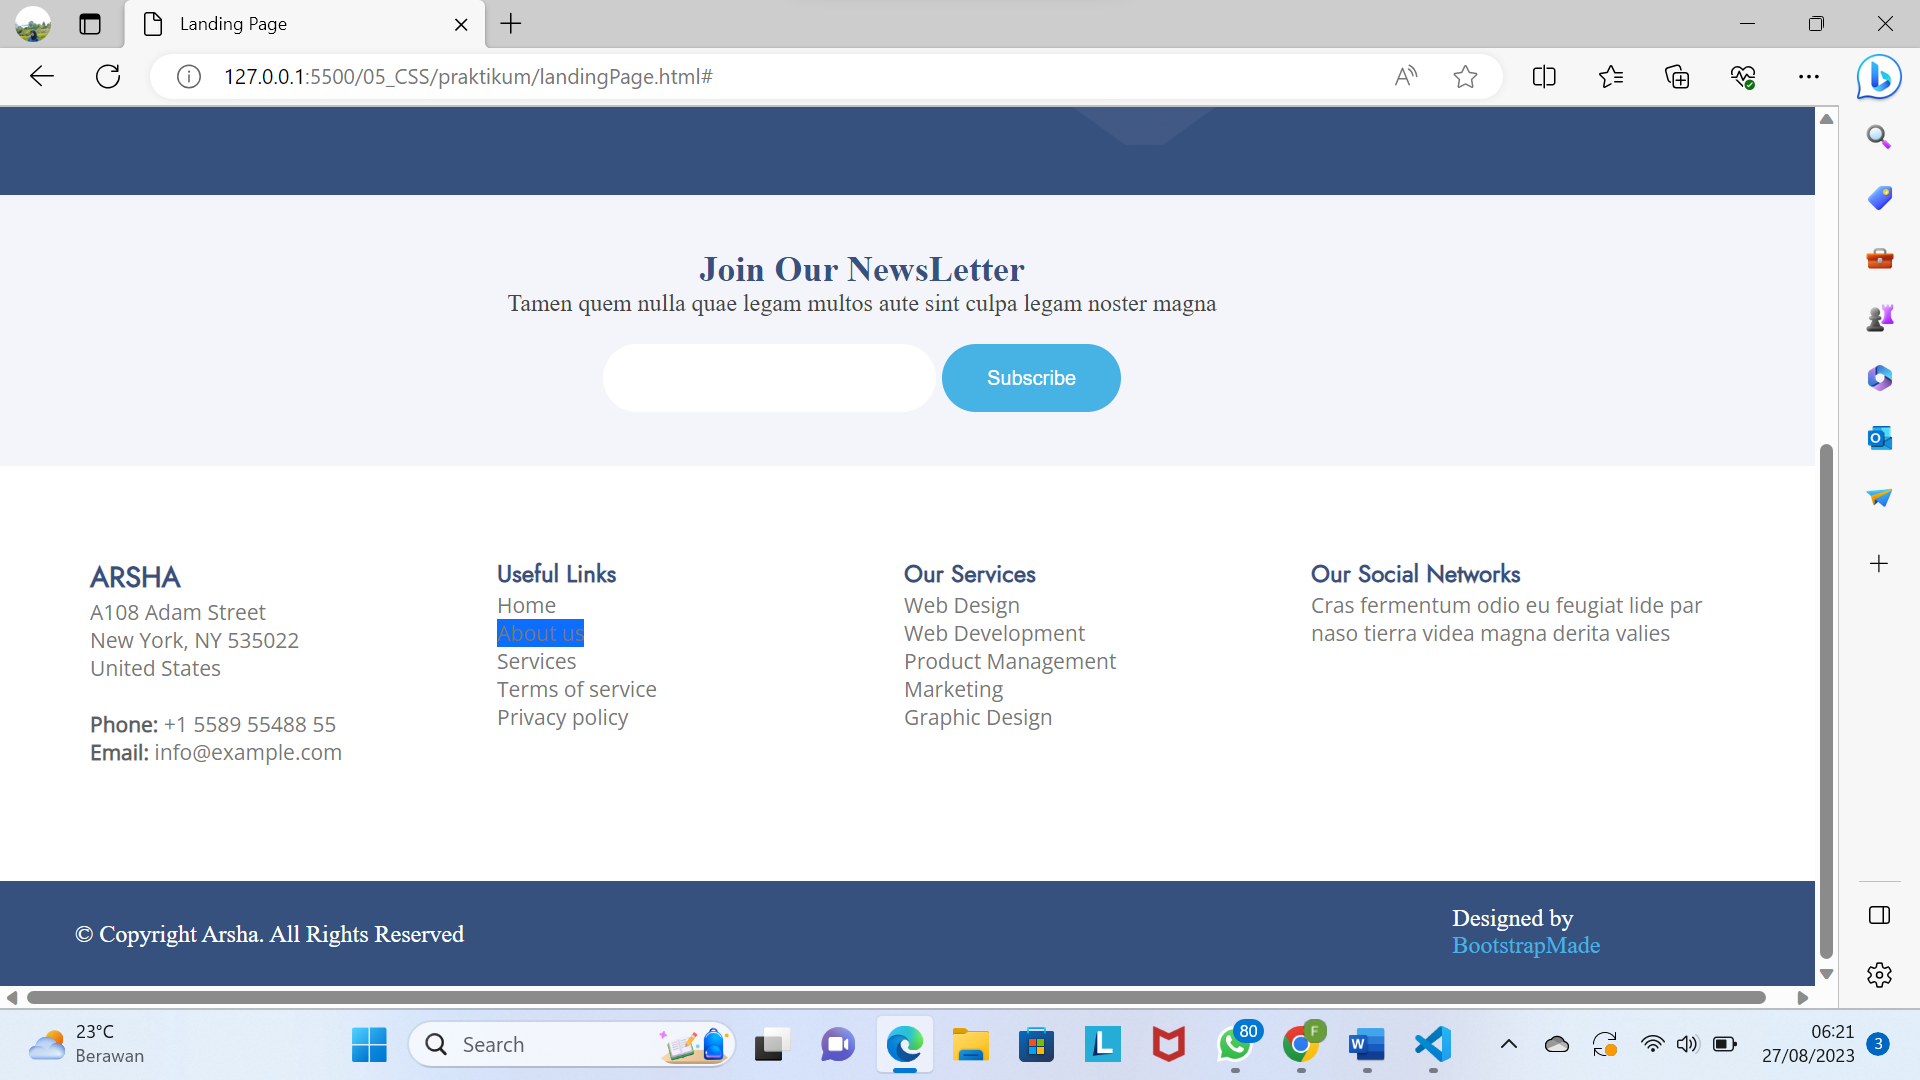 Landing Page
127.0.0.1:5500/05_CSS/praktikum/landingPage.html#
Join Our NewsLetter
Tamen quem nulla quae legam multos aute sint culpa legam noster magna
Subscribe
ARSHA
A108 Adam Street
New York, NY 535022
United States
Phone: +1 5589 55488 55
Email: info@example.com
Useful Links
Home
About us
Services
Terms of service
Privacy policy
Our Services
Web Design
Web Development
Product Management
Marketing
Graphic Design
Our Social Networks
Cras fermentum odio eu feugiat lide par
naso tierra videa magna derita valies
© Copyright Arsha. All Rights Reserved
Designed by
BootstrapMade
23°C
Berawan
Search
80
F
06:21
27/08/2023
3